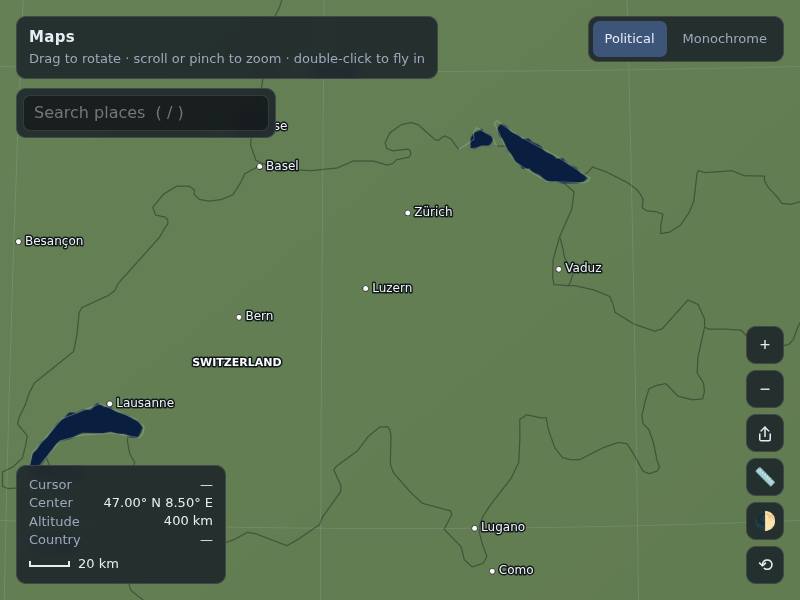 Maps
Drag to rotate · scroll or pinch to zoom · double-click to fly in
Political
Monochrome
Search places ( / )
se
Basel
Zürich
Besançon
Vaduz
Luzern
Bern
SWITZERLAND
Lausanne
Lugano
Como
Cursor —
Center 47.00° N 8.50° E
Altitude 400 km
Country —
20 km